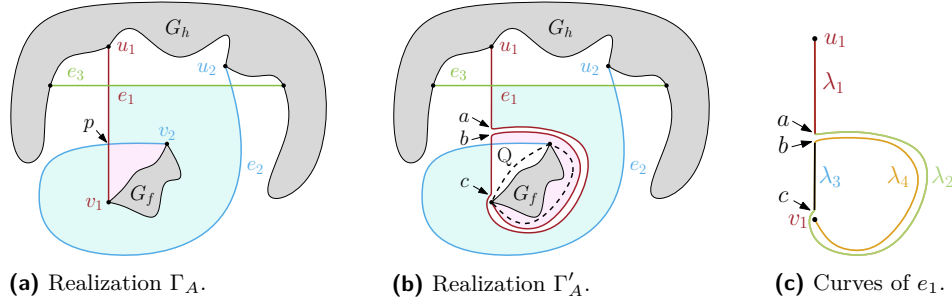 G_h
u_1
u_2
e_3
e_1
p
v_2
e_2
G_f
v_1
(a) Realization Γ_A.
G_h
u_1
u_2
e_3
e_1
a
b
Q
c
e_2
G_f
(b) Realization Γ′_A.
u_1
λ_1
a
b
λ_3
λ_4
λ_2
c
v_1
(c) Curves of e_1.